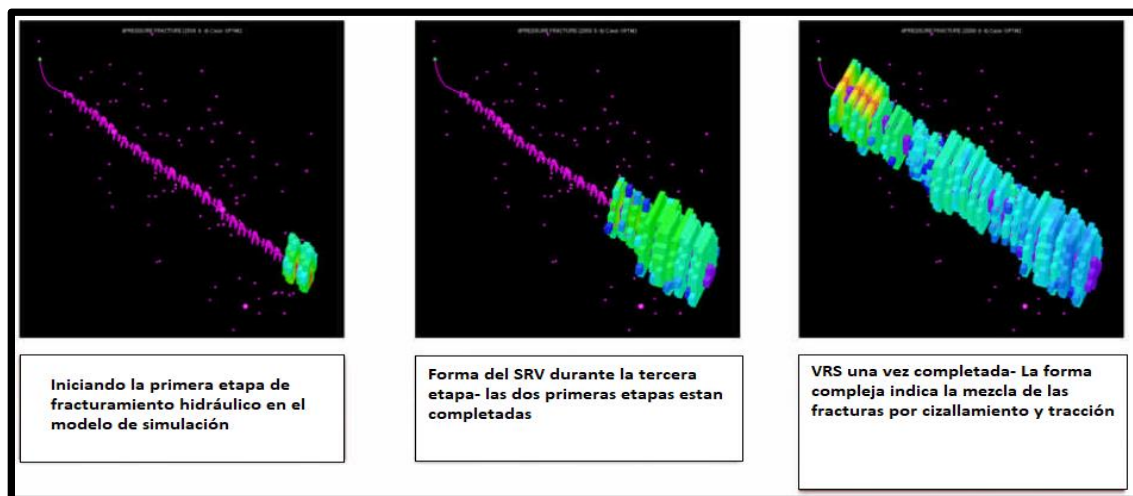 Iniciando la primera etapa de
fracturamiento hidráulico en el
modelo de simulación
Forma del SRV durante la tercera
etapa- las dos primeras etapas estan
completadas
VRS una vez completada- La forma
compleja indica la mezcla de las
fracturas por cizallamiento y tracción